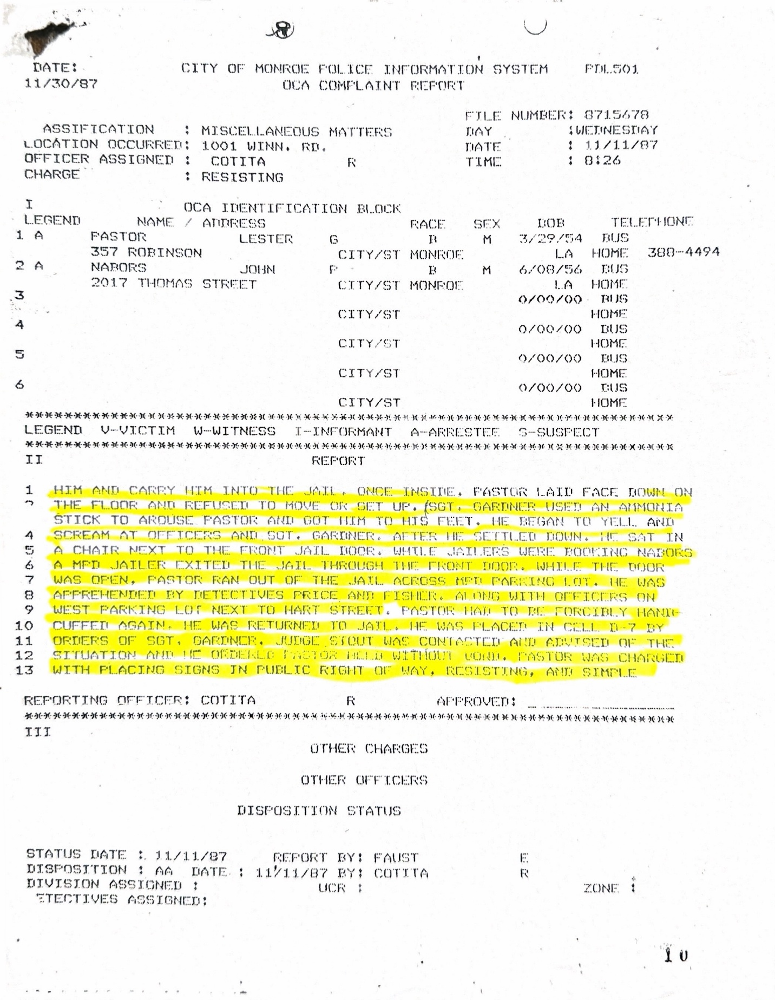 DATE: CITY OF MONROE POLICE INFORMATION SYSTEM PDL501
11/30/87 OCA COMPLAINT REPORT
FILE NUMBER: 8715678
ASSIFICATION : MISCELLANEOUS MATTERS DAY :WEDNESDAY
LOCATION OCCURRED: 1001 WINN. RD. DATE : 11/11/87
OFFICER ASSIGNED : COTITA R TIME : 8:26
CHARGE : RESISTING
I OCA IDENTIFICATION BLOCK
LEGEND NAME / ADDRESS RACE SEX DOB TELEPHONE
1 A PASTOR LESTER G B M 3/29/54 BUS
357 ROBINSON CITY/ST MONROE LA HOME 388-4494
2 A NABORS JOHN P B M 6/08/56 BUS
2017 THOMAS STREET CITY/ST MONROE LA HOME
3 0/00/00 BUS
CITY/ST HOME
4 0/00/00 BUS
CITY/ST HOME
5 0/00/00 BUS
CITY/ST HOME
6 0/00/00 BUS
CITY/ST HOME
LEGEND V-VICTIM W-WITNESS I-INFORMANT A-ARRESTEE S-SUSPECT
II REPORT
1 HIM AND CARRY HIM INTO THE JAIL. ONCE INSIDE, PASTOR LAID FACE DOWN ON
THE FLOOR AND REFUSED TO MOVE OR GET UP. (SGT. GARDNER USED AN AMMONIA
STICK TO AROUSE PASTOR AND GOT HIM TO HIS FEET. HE BEGAN TO YELL AND
4 SCREAM AT OFFICERS AND SGT. GARDNER. AFTER HE SETTLED DOWN, HE SAT IN
5 A CHAIR NEXT TO THE FRONT JAIL DOOR. WHILE JAILERS WERE BOOKING NABORS
6 A MPD JAILER EXITED THE JAIL THROUGH THE FRONT DOOR. WHILE THE DOOR
7 WAS OPEN, PASTOR RAN OUT OF THE JAIL ACROSS MPD PARKING LOT. HE WAS
8 APPREHENDED BY DETECTIVES PRICE AND FISHER, ALONG WITH OFFICERS ON
9 WEST PARKING LOT NEXT TO HART STREET. PASTOR HAD TO BE FORCIBLY HAND-
10 CUFFED AGAIN. HE WAS RETURNED TO JAIL. HE WAS PLACED IN CELL D-7 BY
11 ORDERS OF SGT. GARDNER. JUDGE STOUT WAS CONTACTED AND ADVISED OF THE
12 SITUATION AND HE ORDERED PASTOR HELD WITHOUT BOND. PASTOR WAS CHARGED
13 WITH PLACING SIGNS IN PUBLIC RIGHT OF WAY, RESISTING, AND SIMPLE
REPORTING OFFICER: COTITA R APPROVED:
III
OTHER CHARGES
OTHER OFFICERS
DISPOSITION STATUS
STATUS DATE : 11/11/87 REPORT BY: FAUST E
DISPOSITION : AA DATE : 11/11/87 BY: COTITA R
DIVISION ASSIGNED : UCR : ZONE :
ETECTIVES ASSIGNED:
10